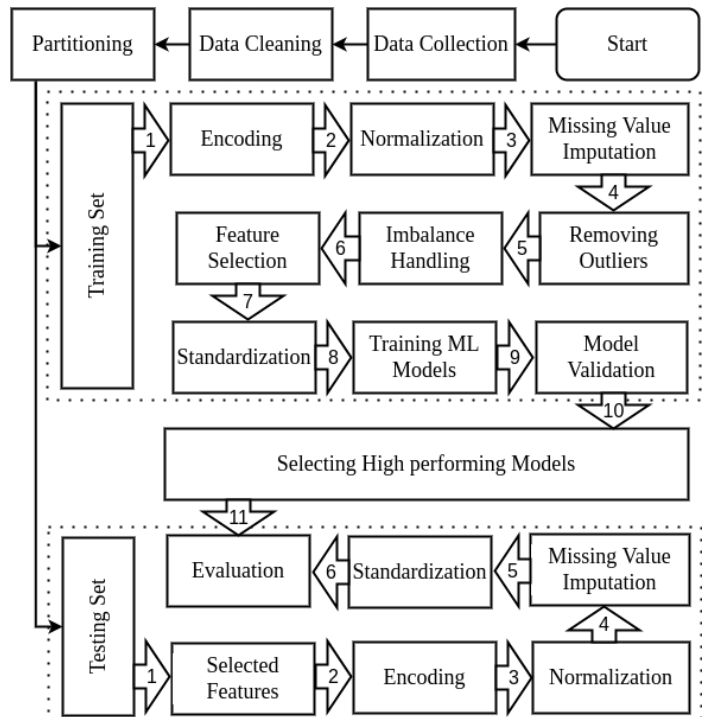 Partitioning
Data Cleaning
Data Collection
Start
Training Set
1
Encoding
2
Normalization
3
Missing Value
Imputation
4
Removing
Outliers
5
Imbalance
Handling
6
Feature
Selection
7
Standardization
8
Training ML
Models
9
Model
Validation
10
Selecting High performing Models
11
Testing Set
1
Selected
Features
2
Encoding
3
Normalization
4
Missing Value
Imputation
5
Standardization
6
Evaluation